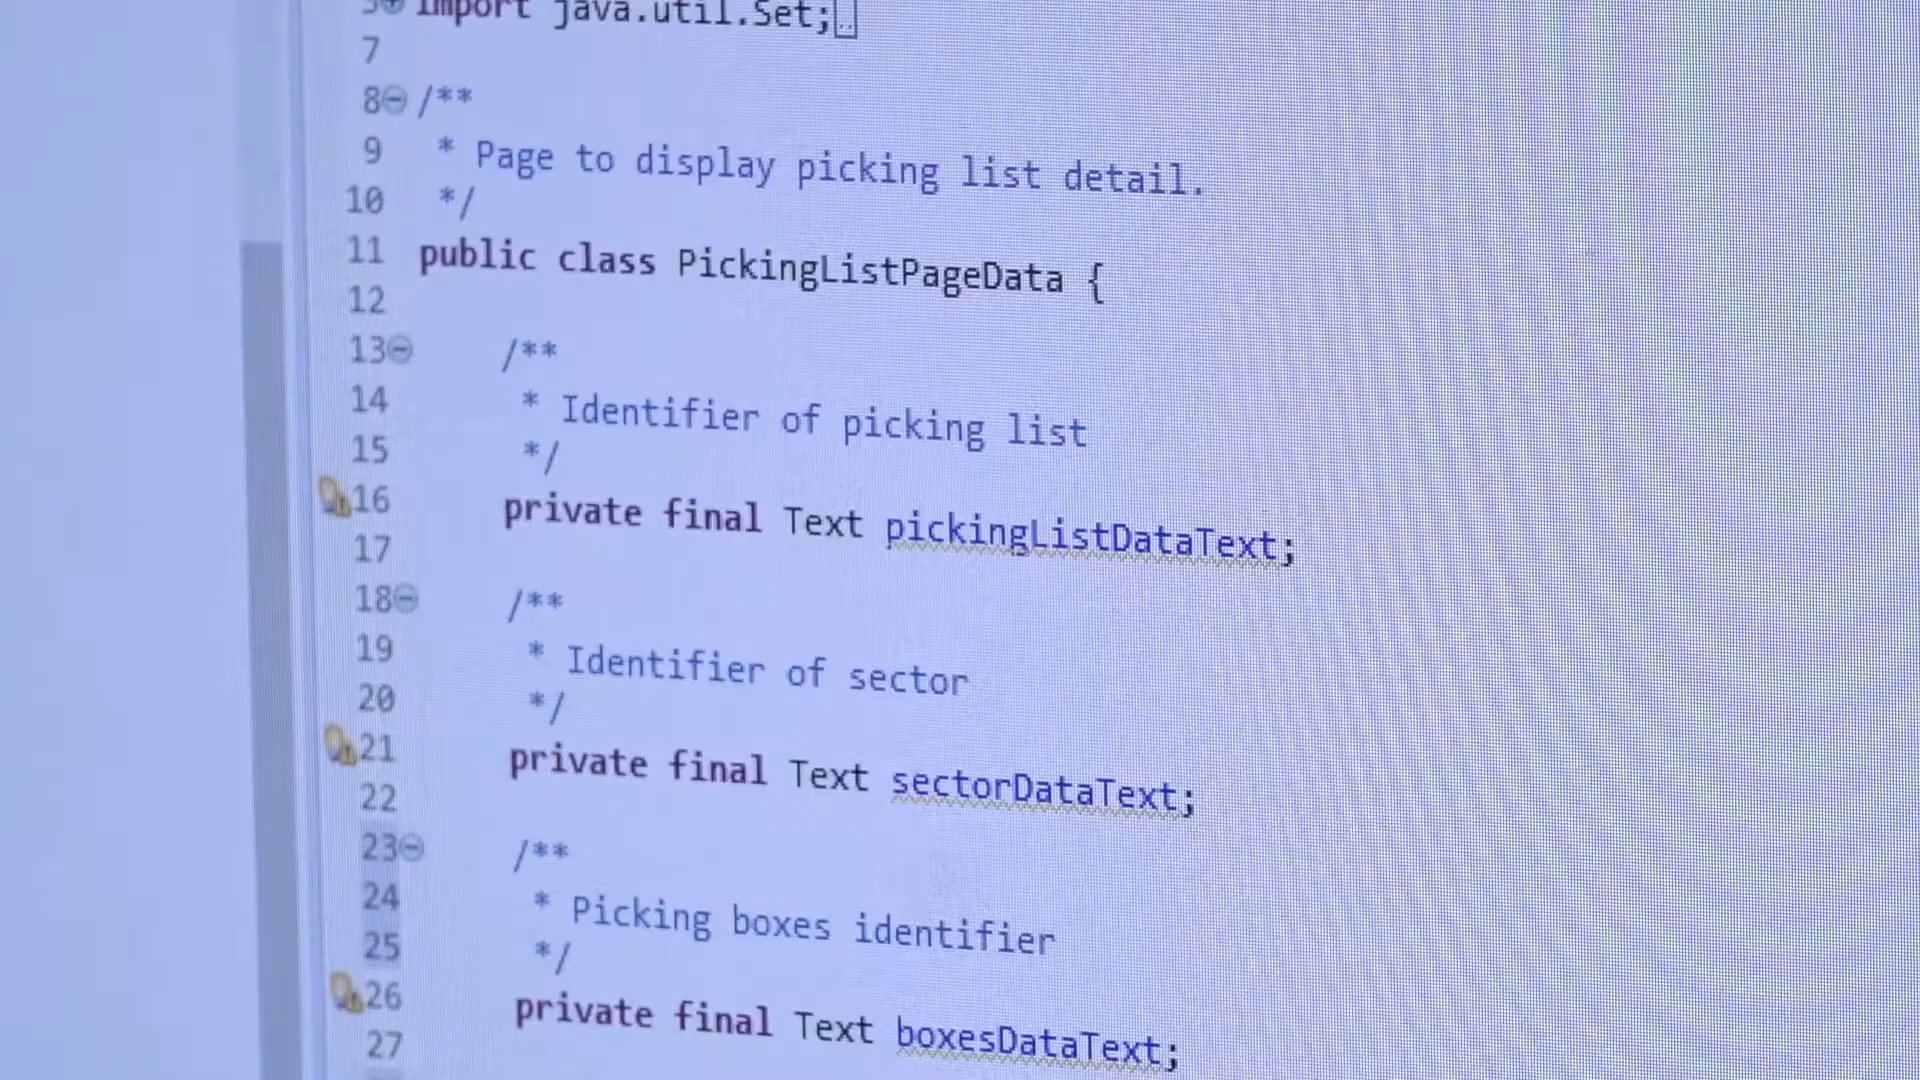 import java.util.Set;
7
8 /**
9 * Page to display picking list detail.
10 */
11 public class PickingListPageData {
12
13 /**
14 * Identifier of picking list
15 */
16 private final Text pickingListDataText;
17
18 /**
19 * Identifier of sector
20 */
21 private final Text sectorDataText;
22
23 /**
24 * Picking boxes identifier
25 */
26 private final Text boxesDataText;
27